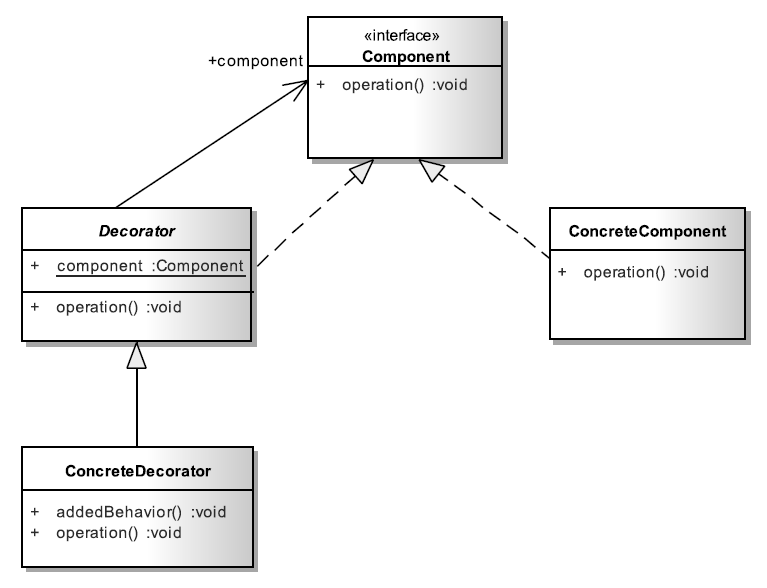 «interface»
Component
+ operation() :void
+component
Decorator
+ component :Component
+ operation() :void
ConcreteComponent
+ operation() :void
ConcreteDecorator
+ addedBehavior() :void
+ operation() :void